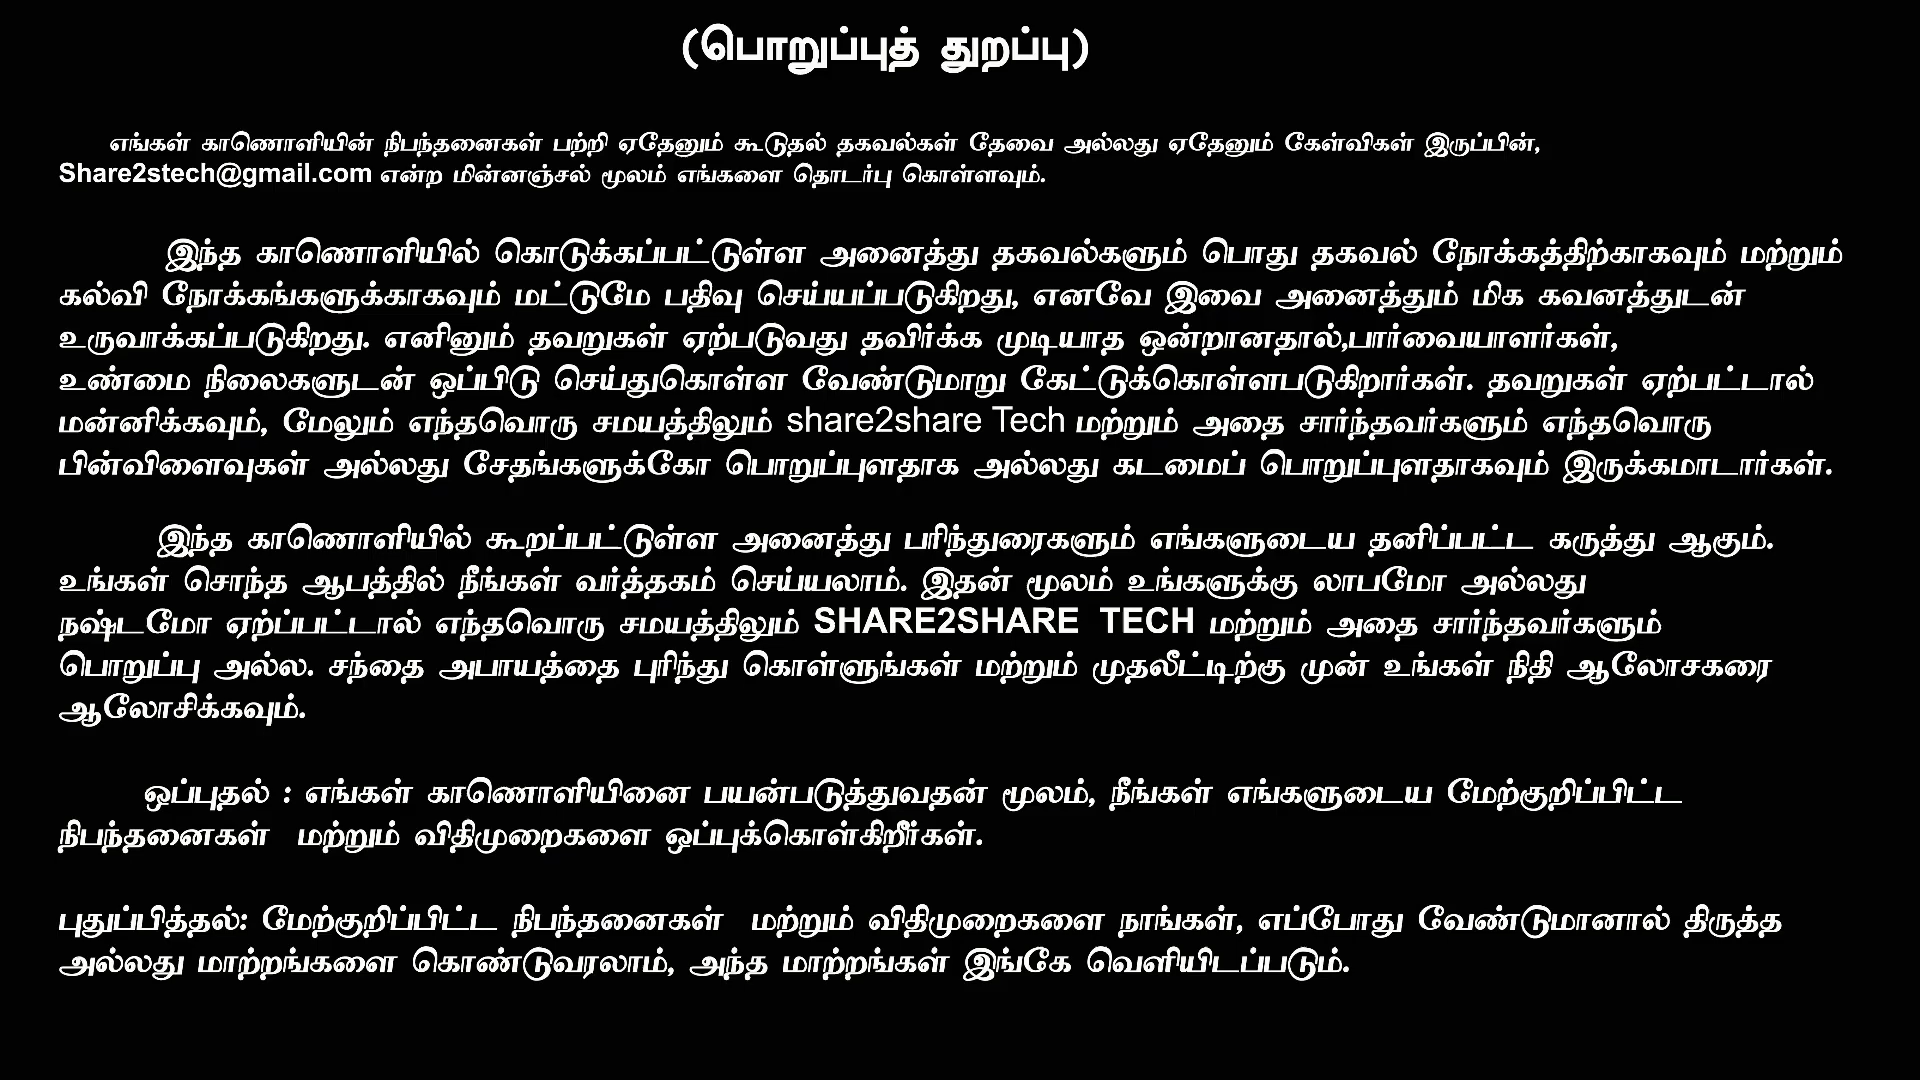 (பொறுப்புத் துறப்பு)
எங்கள் காணொளியின் நிபந்தனைகள் பற்றி ஏதேனும் கூடுதல் தகவல்கள் தேவை அல்லது ஏதேனும் கேள்விகள் இருப்பின்,
Share2stech@gmail.com என்ற மின்னஞ்சல் மூலம் எங்களை தொடர்பு கொள்ளவும்.
இந்த காணொளியில் கொடுக்கப்பட்டுள்ள அனைத்து தகவல்களும் பொது தகவல் நோக்கத்திற்காகவும் மற்றும்
கல்வி நோக்கங்களுக்காகவும் மட்டுமே பதிவு செய்யப்படுகிறது, எனவே இவை அனைத்தும் மிக கவனத்துடன்
உருவாக்கப்படுகிறது. எனினும் தவறுகள் ஏற்படுவது தவிர்க்க முடியாத ஒன்றானதால்,பார்வையாளர்கள்,
உண்மை நிலைகளுடன் ஒப்பிடு செய்துகொள்ள வேண்டுமாறு கேட்டுக்கொள்ளபடுகிறார்கள். தவறுகள் ஏற்பட்டால்
மன்னிக்கவும், மேலும் எந்தவொரு சமயத்திலும் share2share Tech மற்றும் அதை சார்ந்தவர்களும் எந்தவொரு
பின்விளைவுகள் அல்லது சேதங்களுக்கோ பொறுப்புளதாக அல்லது கடமைப் பொறுப்புளதாகவும் இருக்கமாடார்கள்.
இந்த காணொளியில் கூறப்பட்டுள்ள அனைத்து பரிந்துரைகளும் எங்களுடைய தனிப்பட்ட கருத்து ஆகும்.
உங்கள் சொந்த ஆபத்தில் நீங்கள் வர்த்தகம் செய்யலாம். இதன் மூலம் உங்களுக்கு லாபமோ அல்லது
நஷ்டமோ ஏற்ப்பட்டால் எந்தவொரு சமயத்திலும் SHARE2SHARE TECH மற்றும் அதை சார்ந்தவர்களும்
பொறுப்பு அல்ல. சந்தை அபாயத்தை புரிந்து கொள்ளுங்கள் மற்றும் முதலீட்டிற்கு முன் உங்கள் நிதி ஆலோசகரை
ஆலோசிக்கவும்.
ஒப்புதல் : எங்கள் காணொளியினை பயன்படுத்துவதன் மூலம், நீங்கள் எங்களுடைய மேற்குறிப்பிட்ட
நிபந்தனைகள் மற்றும் விதிமுறைகளை ஒப்புக்கொள்கிறீர்கள்.
புதுப்பித்தல்: மேற்குறிப்பிட்ட நிபந்தனைகள் மற்றும் விதிமுறைகளை நாங்கள், எப்போது வேண்டுமானால் திருத்த
அல்லது மாற்றங்களை கொண்டுவரலாம், அந்த மாற்றங்கள் இங்கே வெளியிடப்படும்.